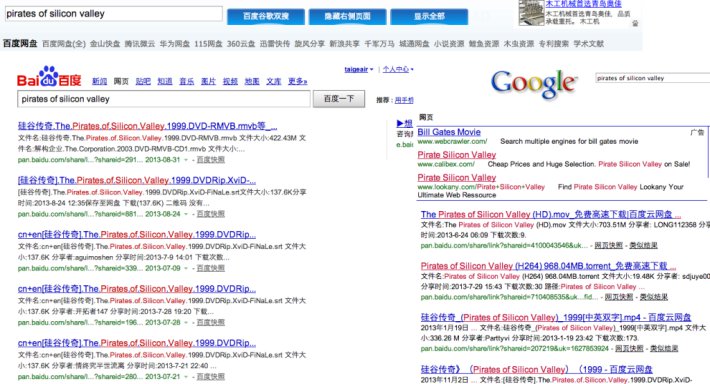 pirates of silicon valley
百度谷歌双搜
隐藏右侧页面
显示全部
木工机械首选青岛奥佳
木工机械首选青岛奥佳，品质
承载重托。 木工机
百度网盘 百度网盘(全) 金山快盘 腾讯微云 华为网盘 115网盘 360云盘 迅雷快传 旋风分享 新浪共享 千军万马 城通网盘 小说资源 鲤鱼资源 木虫资源 专利搜索 学术文献
taigeair 个人中心
Baidu百度 新闻 网页 贴吧 知道 音乐 图片 视频 地图 文库 更多»
pirates of silicon valley
百度一下
推荐：用手机
硅谷传奇.The.Pirates.of.Silicon.Valley.1999.DVD-RMVB.rmvb等_...
文件名:硅谷传奇.The.Pirates.of.Silicon.Valley.1999.DVD-RMVB.rmvb 文件大小:422.43M 文
件名:解构企业.The.Corporation.2003.DVD-RMVB-CD1.rmvb 文件大小:...
pan.baidu.com/share/l...?shareid=291... 2013-08-31 - 百度快照
[硅谷传奇].The.Pirates.of.Silicon.Valley.1999.DVDRip.XviD-...
[硅谷传奇].The.Pirates.of.Silicon.Valley.1999.DVDRip.XviD-FiNaLe.srt文件大小:137.6K分享
时间:2013-8-24 12:35保存至网盘 下载(137.6K) 二维码 没有...
pan.baidu.com/share/l...?shareid=881... 2013-08-24 - 百度快照
cn+en[硅谷传奇].The.Pirates.of.Silicon.Valley.1999.DVDRip...
文件名:cn+en[硅谷传奇].The.Pirates.of.Silicon.Valley.1999.DVDRip.XviD-FiNaLe.srt 文件大
小:137.6K 分享者:aguimoshen 分享时间:2013-7-9 14:01 下载次数...
pan.baidu.com/share/l...?shareid=339... 2013-07-09 - 百度快照
cn+en[硅谷传奇].The.Pirates.of.Silicon.Valley.1999.DVDRip...
文件名:cn+en[硅谷传奇].The.Pirates.of.Silicon.Valley.1999.DVDRip.XviD-FiNaLe.srt 文件大
小:137.6K 分享者:开拓者147 分享时间:2013-7-28 19:20 下载...
pan.baidu.com/share/l...?shareid=196... 2013-07-28 - 百度快照
cn+en[硅谷传奇].The.Pirates.of.Silicon.Valley.1999.DVDRip...
文件名:cn+en[硅谷传奇].The.Pirates.of.Silicon.Valley.1999.DVDRip.XviD-FiNaLe.srt 文件大
小:137.6K 分享者:情终究半世流离 分享时间:2013-7-21 22:40 ...
pan.baidu.com/share/l...?shareid=280... 2013-07-21 - 百度快照
▶想
咨询
e.bai
Google
pirates of silicon valley
网页
Bill Gates Movie 广告
www.webcrawler.com/ Search multiple engines for bill gates movie
Pirate Silicon Valley
www.calibex.com/ Cheap Prices and Huge Selection. Pirate Silicon Valley on Sale!
Pirate Silicon Valley
www.lookany.com/Pirate+Silicon+Valley Find Pirate Silicon Valley Lookany Your
Ultimate Web Ressource
The Pirates of Silicon Valley (HD).mov_免费高速下载|百度云网盘 ...
文件名:The Pirates of Silicon Valley (HD).mov 文件大小:703.51M 分享者: LONG112368 分
享时间:2013-6-24 06:09 下载次数:9.
pan.baidu.com/share/link?shareid=4100043546&uk... - 网页快照 - 类似结果
Pirates of Silicon Valley (H264) 968.04MB.torrent_免费高速下载 ...
文件名:Pirates of Silicon Valley (H264) 968.04MB.torrent 文件大小:19.48K 分享者: sdjuye00
分享时间:2013-7-29 15:43 下载次数:30 路径:Pirates of Silicon Valley ...
pan.baidu.com/share/link?shareid=710408535&uk...fid... - 网页快照 - 类似结果
硅谷传奇_(Pirates_of_Silicon_Valley)_1999[中英双字].mp4 - 百度云网盘
2013年1月19日 ... 文件名:硅谷传奇_(Pirates_of_Silicon_Valley)_1999[中英双字].mp4 文件大
小:336.26 M 分享者:Parttyvi 分享时间:2013-1-19 23:42 下载次数:173.
pan.baidu.com/share/link?shareid=207219&uk=1627863924 - 网页快照 - 类似结果
硅谷传奇》（Pirates of Silicon Valley）（1999 - 百度云网盘
2013年11月2日 ... 文件名:硅谷传奇》（Pirates of Silicon Valley）（1999 文件大小:-